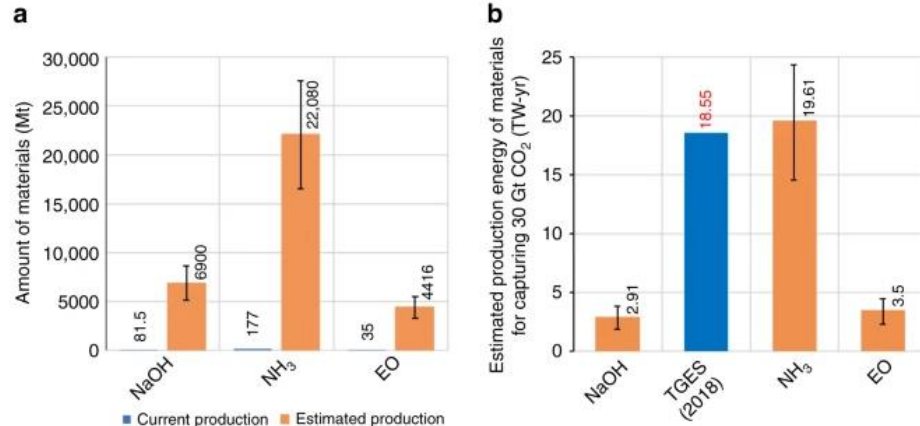 a
Amount of materials (Mt)
30,000
25,000
20,000
15,000
10,000
5000
0
81.5
6900
177
22,080
35
4416
NaOH
NH₃
EO
Current production
Estimated production
b
Estimated production energy of materials
for capturing 30 Gt CO₂ (TW-yr)
25
20
15
10
5
0
2.91
18.55
19.61
3.5
NaOH
TGES
(2018)
NH₃
EO